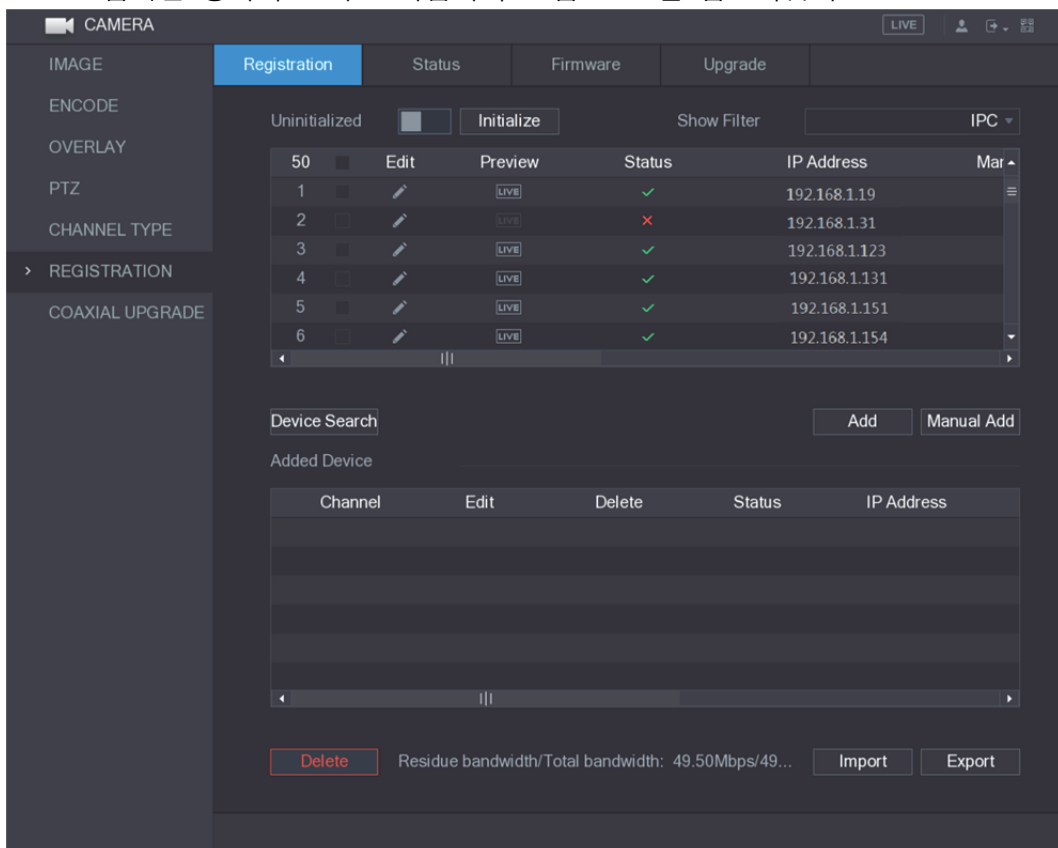 CAMERA LIVE
IMAGE Registration Status Firmware Upgrade
ENCODE
Uninitialized Initialize Show Filter IPC
OVERLAY
50 Edit Preview Status IP Address Mar
PTZ
1 LIVE 192.168.1.19
2 LIVE 192.168.1.31
CHANNEL TYPE
3 LIVE 192.168.1.123
REGISTRATION
4 LIVE 192.168.1.131
5 LIVE 192.168.1.151
COAXIAL UPGRADE
6 LIVE 192.168.1.154
Device Search Add Manual Add
Added Device
Channel Edit Delete Status IP Address
Delete Residue bandwidth/Total bandwidth: 49.50Mbps/49... Import Export